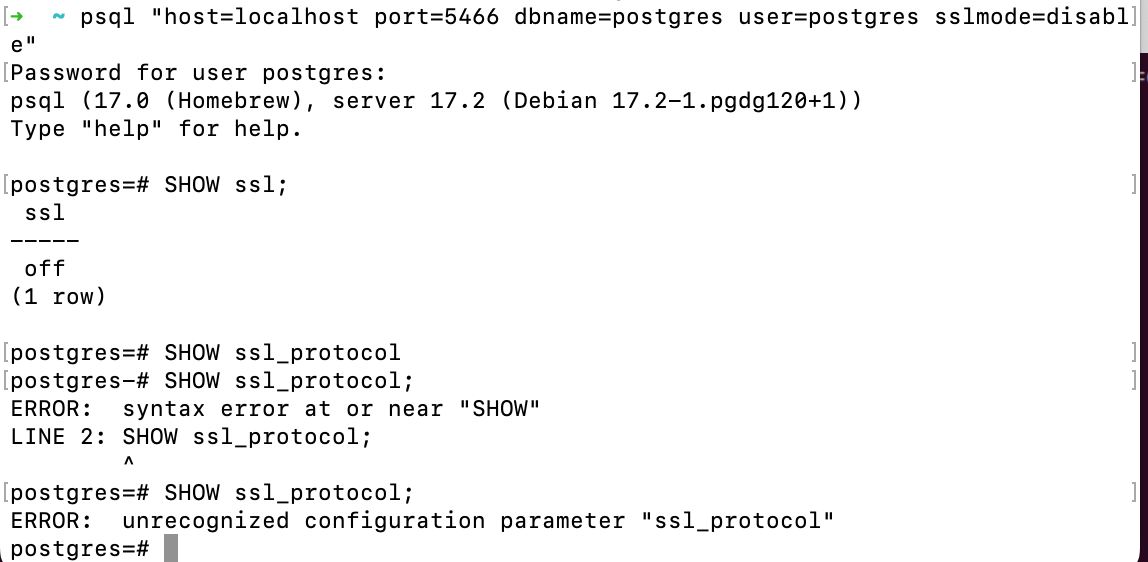 [➜  ~ psql "host=localhost port=5466 dbname=postgres user=postgres sslmode=disabl]
e"
[Password for user postgres: ]
psql (17.0 (Homebrew), server 17.2 (Debian 17.2-1.pgdg120+1))
Type "help" for help.
[postgres=# SHOW ssl; ]
ssl
-----
off
(1 row)
[postgres=# SHOW ssl_protocol ]
[postgres-# SHOW ssl_protocol; ]
ERROR:  syntax error at or near "SHOW"
LINE 2: SHOW ssl_protocol;
^
[postgres=# SHOW ssl_protocol; ]
ERROR:  unrecognized configuration parameter "ssl_protocol"
postgres=#